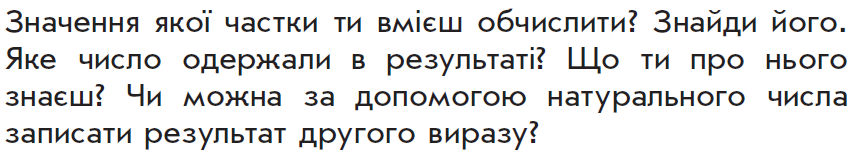 Значення якої частки ти вмієш обчислити? Знайди його.
Яке число одержали в результаті? Що ти про нього
знаєш? Чи можна за допомогою натурального числа
записати результат другого виразу?